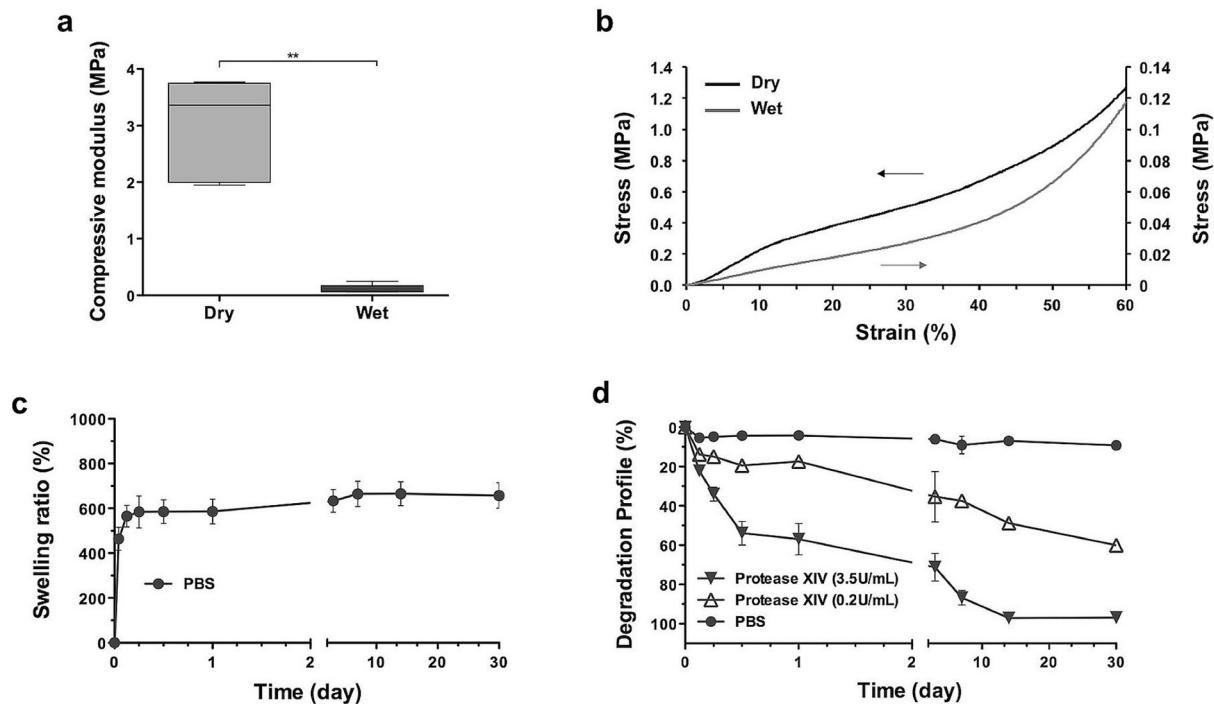 a
**
Compressive modulus (MPa)
4
3
2
1
0
Dry
Wet
b
Stress (MPa)
1.4
1.2
1.0
0.8
0.6
0.4
0.2
0.0
Dry
Wet
0.14
0.12
0.1
0.08
0.06
0.04
0.02
0
Stress (MPa)
0 10 20 30 40 50 60
Strain (%)
c
Swelling ratio (%)
1000
800
600
400
200
0
PBS
0 1 2 10 20 30
Time (day)
d
Degradation Profile (%)
0
20
40
60
80
100
Protease XIV (3.5U/mL)
Protease XIV (0.2U/mL)
PBS
0 1 2 10 20 30
Time (day)